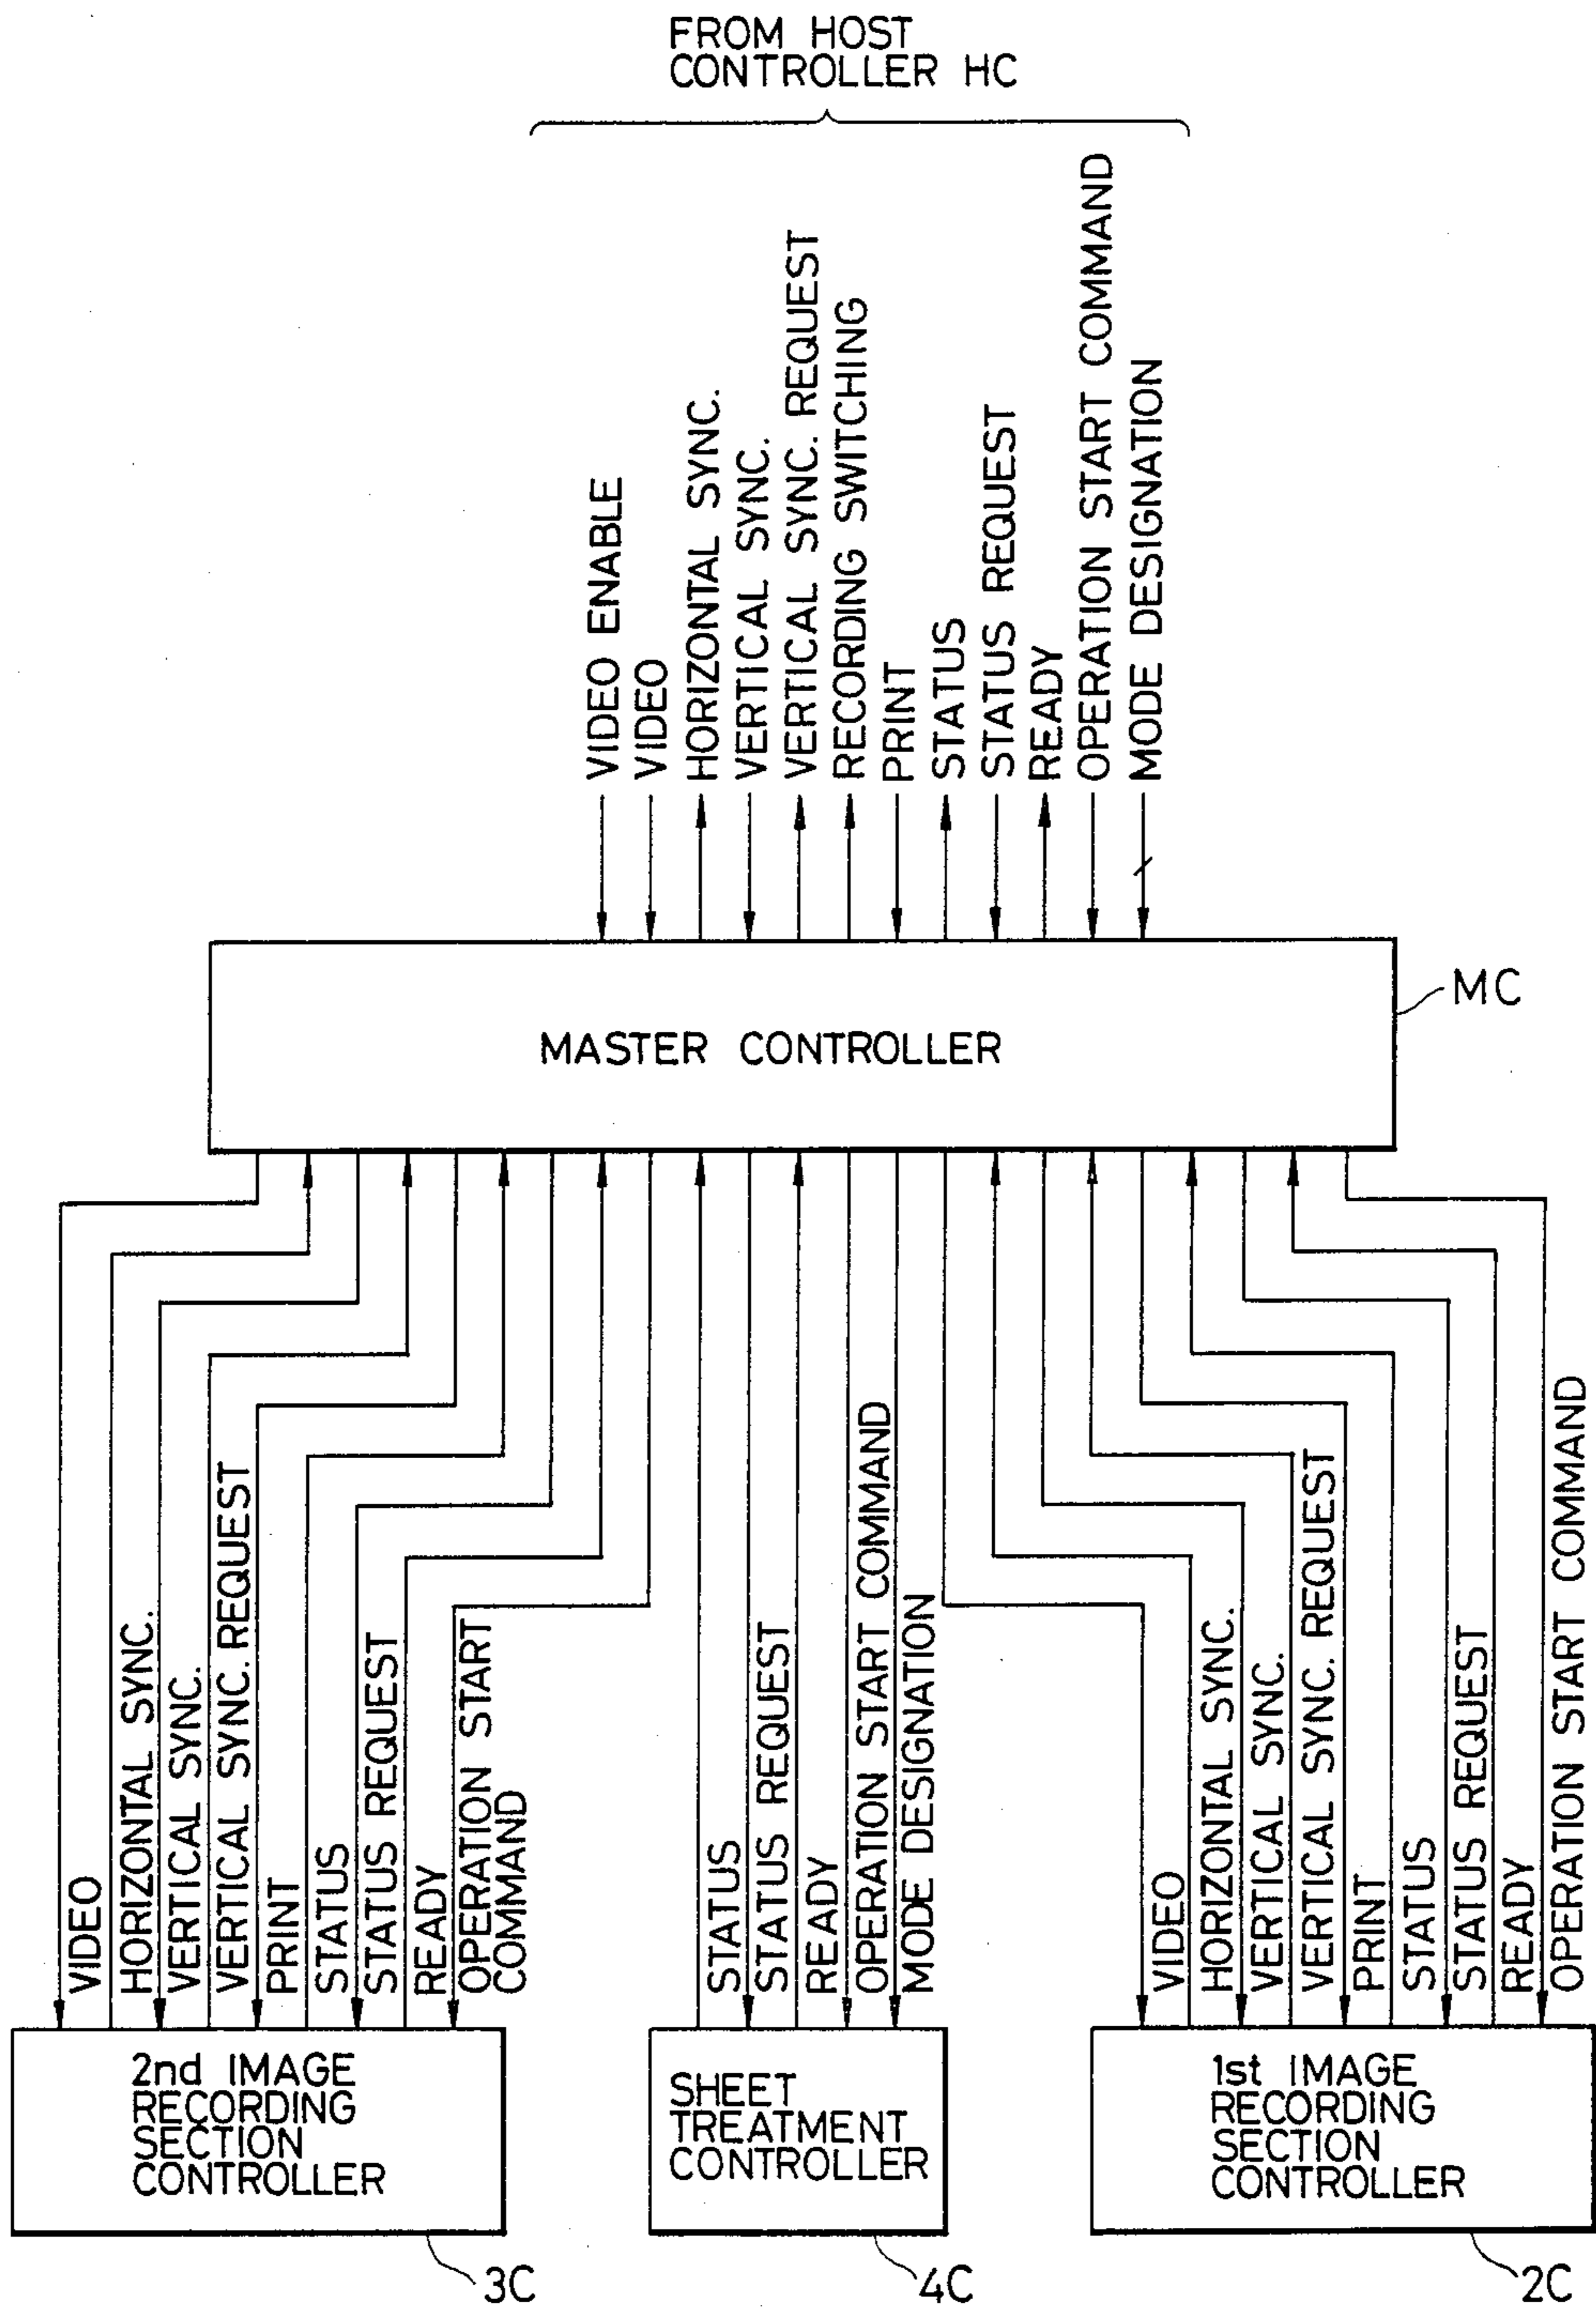 FROM HOST
CONTROLLER HC
VIDEO ENABLE
VIDEO
HORIZONTAL SYNC.
VERTICAL SYNC.
VERTICAL SYNC. REQUEST
RECORDING SWITCHING
PRINT
STATUS
STATUS REQUEST
READY
OPERATION START COMMAND
MODE DESIGNATION
MC
MASTER CONTROLLER
VIDEO
HORIZONTAL SYNC.
VERTICAL SYNC.
VERTICAL SYNC. REQUEST
PRINT
STATUS
STATUS REQUEST
READY
OPERATION START
COMMAND
STATUS
STATUS REQUEST
READY
OPERATION START COMMAND
MODE DESIGNATION
VIDEO
HORIZONTAL SYNC.
VERTICAL SYNC.
VERTICAL SYNC. REQUEST
PRINT
STATUS
STATUS REQUEST
READY
OPERATION START COMMAND
2nd IMAGE
RECORDING
SECTION
CONTROLLER
SHEET
TREATMENT
CONTROLLER
1st IMAGE
RECORDING
SECTION
CONTROLLER
3C
4C
2C